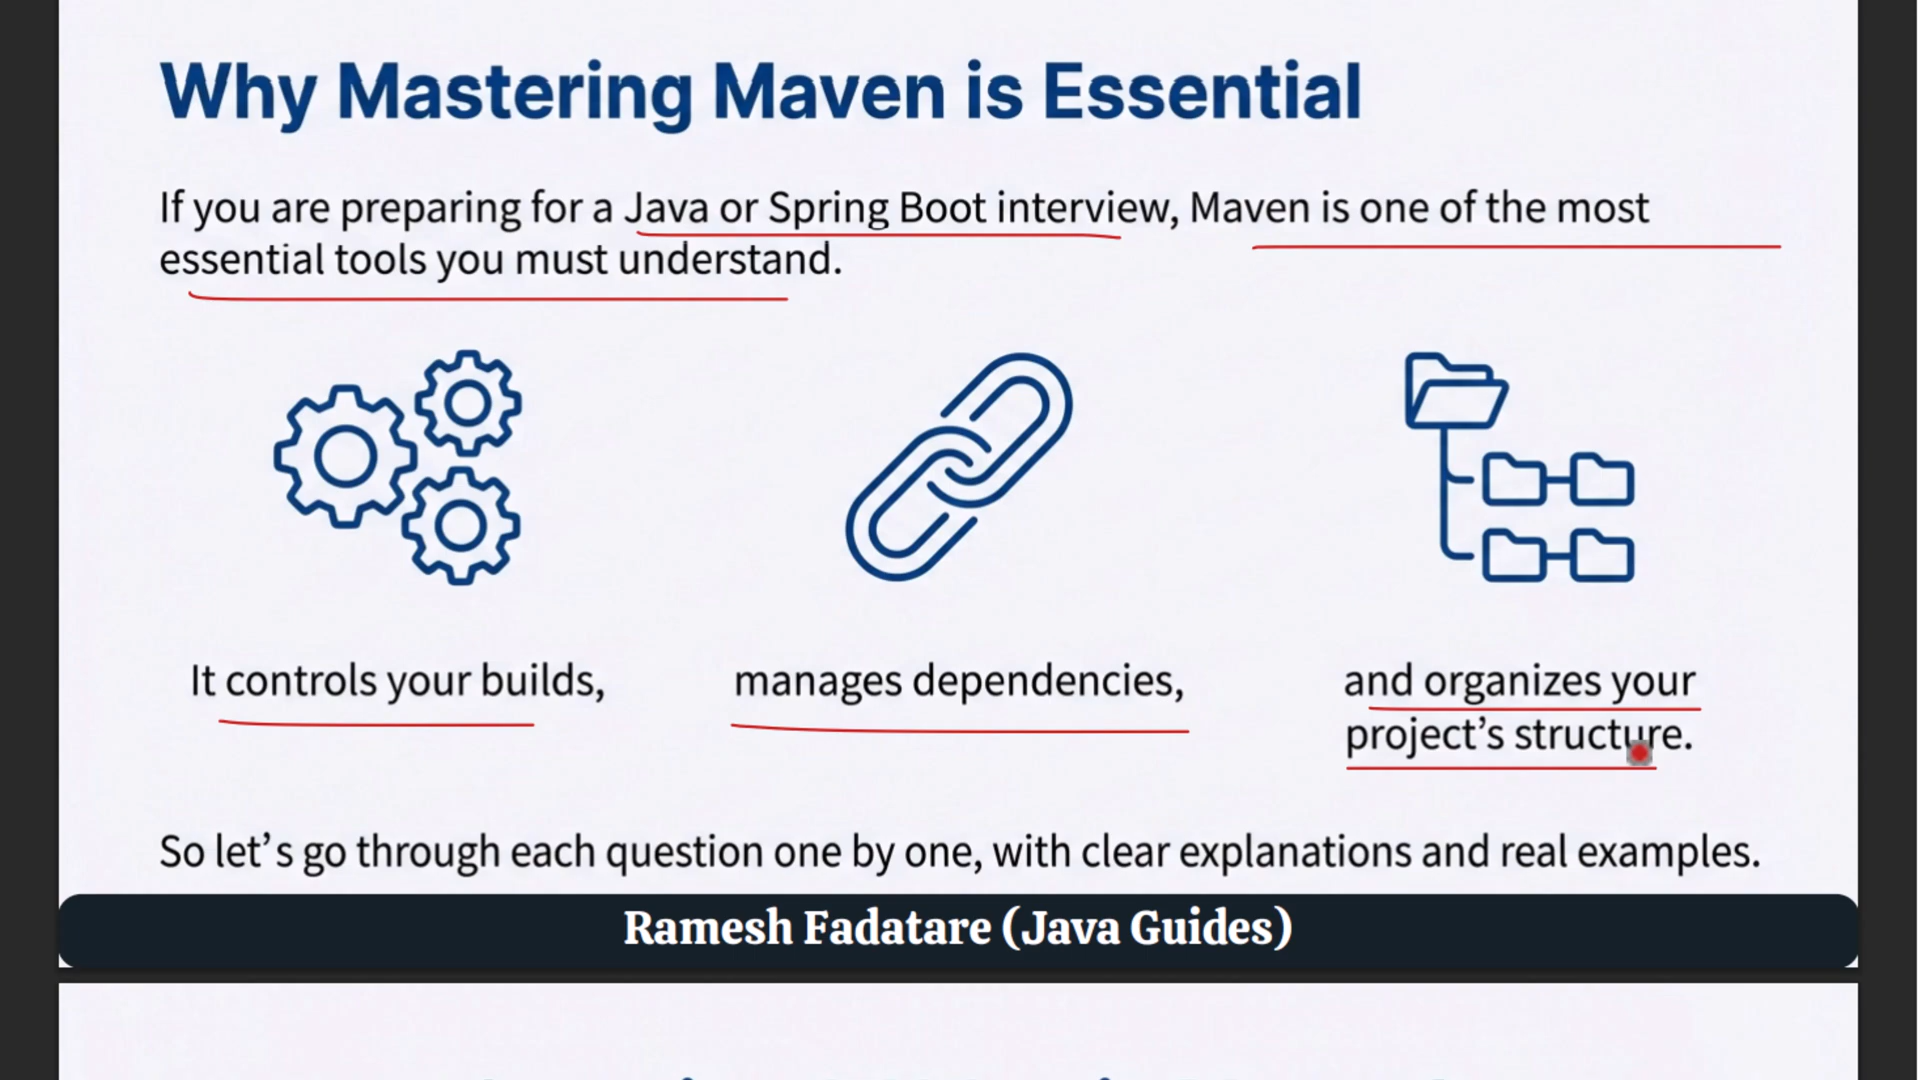 Why Mastering Maven is Essential
If you are preparing for a Java or Spring Boot interview, Maven is one of the most
essential tools you must understand.
It controls your builds,
manages dependencies,
and organizes your
project’s structure.
So let’s go through each question one by one, with clear explanations and real examples.
Ramesh Fadatare (Java Guides)